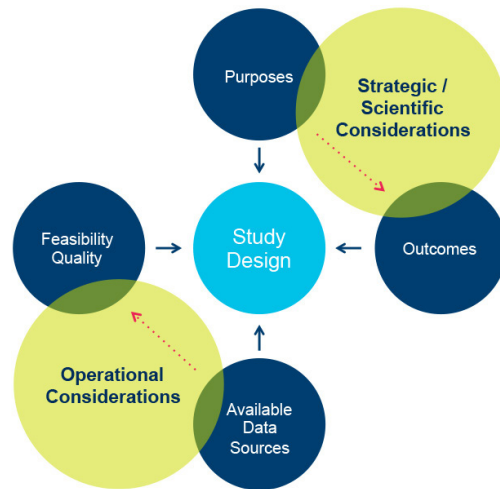 Purposes
Strategic /
Scientific
Considerations
Feasibility
Quality
Study
Design
Outcomes
Operational
Considerations
Available
Data
Sources